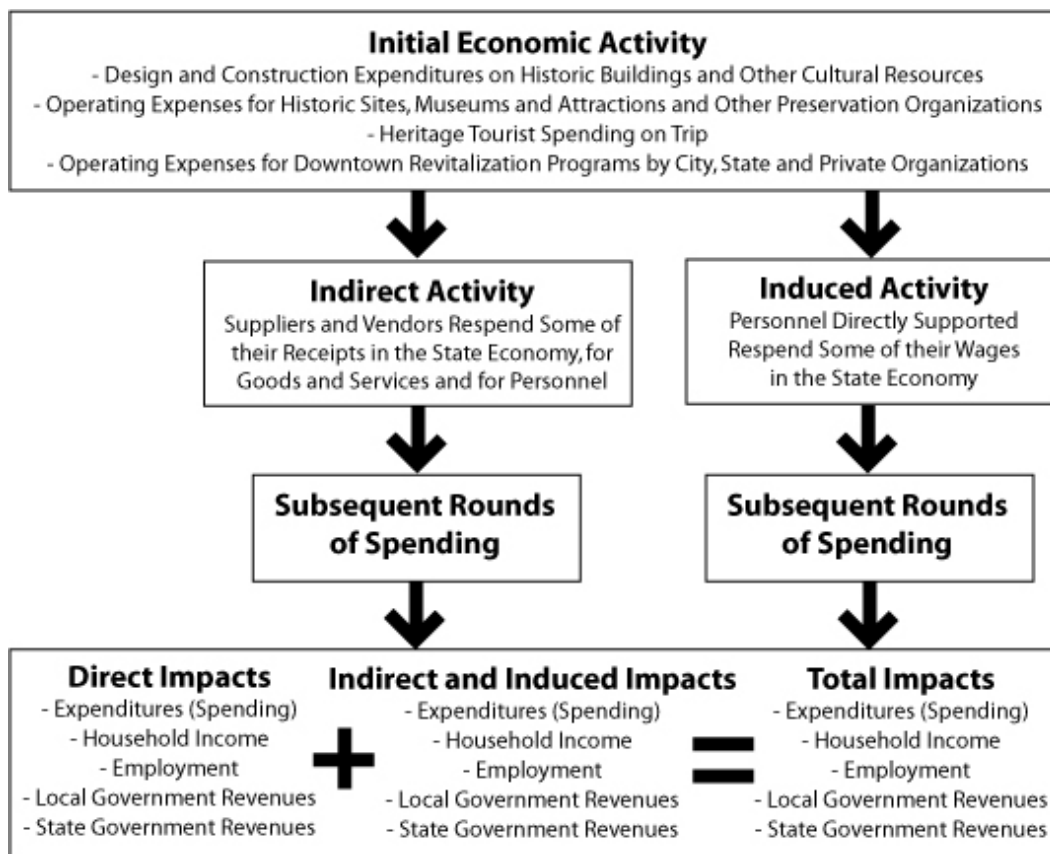 Initial Economic Activity
- Design and Construction Expenditures on Historic Buildings and Other Cultural Resources
- Operating Expenses for Historic Sites, Museums and Attractions and Other Preservation Organizations
- Heritage Tourist Spending on Trip
- Operating Expenses for Downtown Revitalization Programs by City, State and Private Organizations
Indirect Activity
Suppliers and Vendors Respend Some of
their Receipts in the State Economy, for
Goods and Services and for Personnel
Induced Activity
Personnel Directly Supported
Respend Some of their Wages
in the State Economy
Subsequent Rounds
of Spending
Subsequent Rounds
of Spending
Direct Impacts
- Expenditures (Spending)
- Household Income
- Employment
- Local Government Revenues
- State Government Revenues
+
Indirect and Induced Impacts
- Expenditures (Spending)
- Household Income
- Employment
- Local Government Revenues
- State Government Revenues
=
Total Impacts
- Expenditures (Spending)
- Household Income
- Employment
- Local Government Revenues
- State Government Revenues